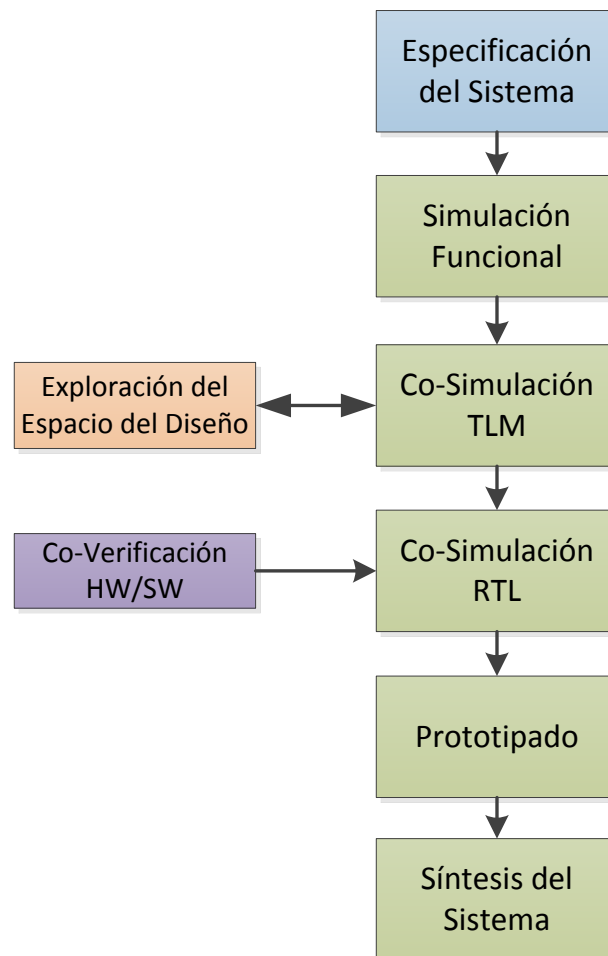 Especificación
del Sistema
Simulación
Funcional
Exploración del
Espacio del Diseño
Co-Simulación
TLM
Co-Verificación
HW/SW
Co-Simulación
RTL
Prototipado
Síntesis del
Sistema